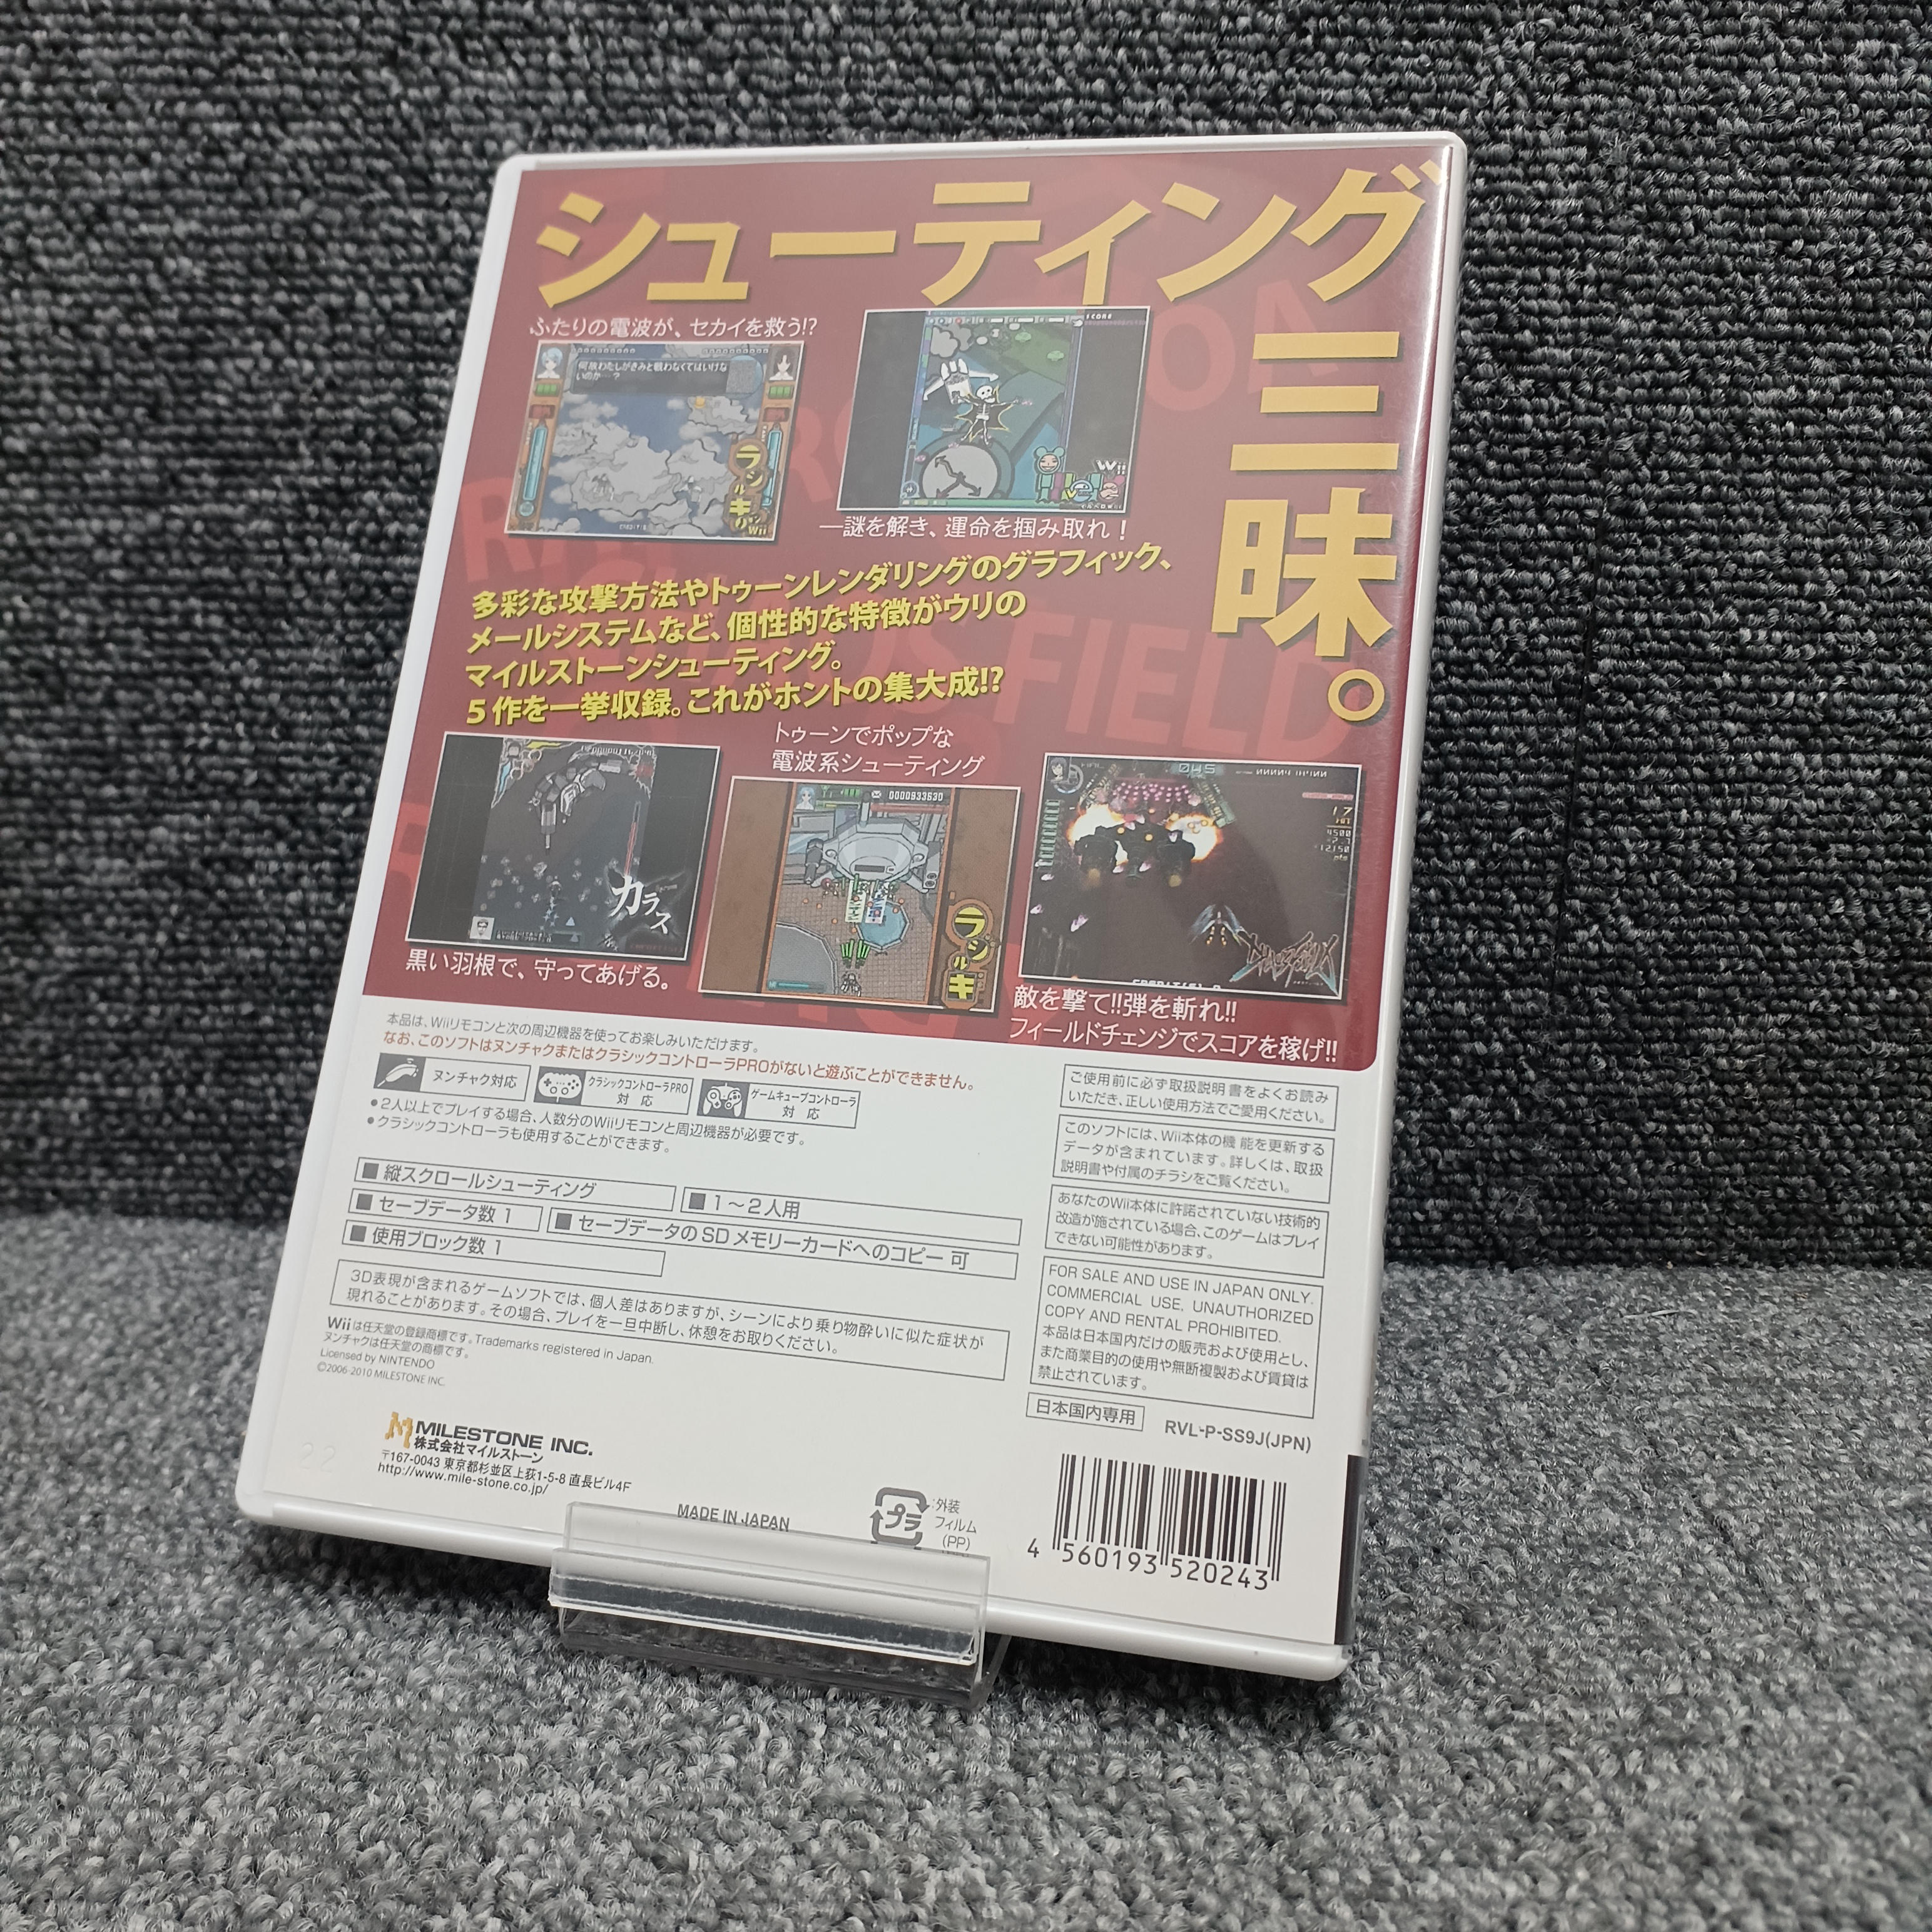 シューティング
三昧。
ふたりの電波が、セカイを救う!?
何故わたしがきみと戦わなくてはいけな
いのか…?
ラジルギのWii
SCORE
Wii
―謎を解き、運命を掴み取れ!
多彩な攻撃方法やトゥーンレンダリングのグラフィック、
メールシステムなど、個性的な特徴がウリの
マイルストーンシューティング。
5作を一挙収録。これがホントの集大成!?
カラス
黒い羽根で、守ってあげる。
トゥーンでポップな
電波系シューティング
0000933530
ラジルギ
敵を撃て!!弾を斬れ!!
フィールドチェンジでスコアを稼げ!!
本品は、Wiiリモコンと次の周辺機器を使ってお楽しみいただけます。
なお、このソフトはヌンチャクまたはクラシックコントローラPROがないと遊ぶことができません。
ヌンチャク対応
クラシックコントローラPRO
対 応
ゲームキューブコントローラ
対 応
●2人以上でプレイする場合、人数分のWiiリモコンと周辺機器が必要です。
●クラシックコントローラも使用することができます。
■縦スクロールシューティング
■1〜2人用
■セーブデータ数 1
■セーブデータのSDメモリーカードへのコピー 可
■使用ブロック数 1
3D表現が含まれるゲームソフトでは、個人差はありますが、シーンにより乗り物酔いに似た症状が
現れることがあります。その場合、プレイを一旦中断し、休憩をお取りください。
Wiiは任天堂の登録商標です。Trademarks registered in Japan.
ヌンチャクは任天堂の商標です。
Licensed by NINTENDO
©2006-2010 MILESTONE INC.
ご使用前に必ず取扱説明書をよくお読み
いただき、正しい使用方法でご愛用ください。
このソフトには、Wii本体の機能を更新する
データが含まれています。詳しくは、取扱
説明書や付属のチラシをご覧ください。
あなたのWii本体に許諾されていない技術的
改造が施されている場合、このゲームはプレイ
できない可能性があります。
FOR SALE AND USE IN JAPAN ONLY.
COMMERCIAL USE, UNAUTHORIZED
COPY AND RENTAL PROHIBITED.
本品は日本国内だけの販売および使用とし、
また商業目的の使用や無断複製および賃貸は
禁止されています。
日本国内専用
RVL-P-SS9J(JPN)
MILESTONE INC.
株式会社マイルストーン
〒167-0043 東京都杉並区上荻1-5-8 直長ビル4F
http://www.mile-stone.co.jp/
22
MADE IN JAPAN
プラ
外装
フィルム
(PP)
4 560193 520243